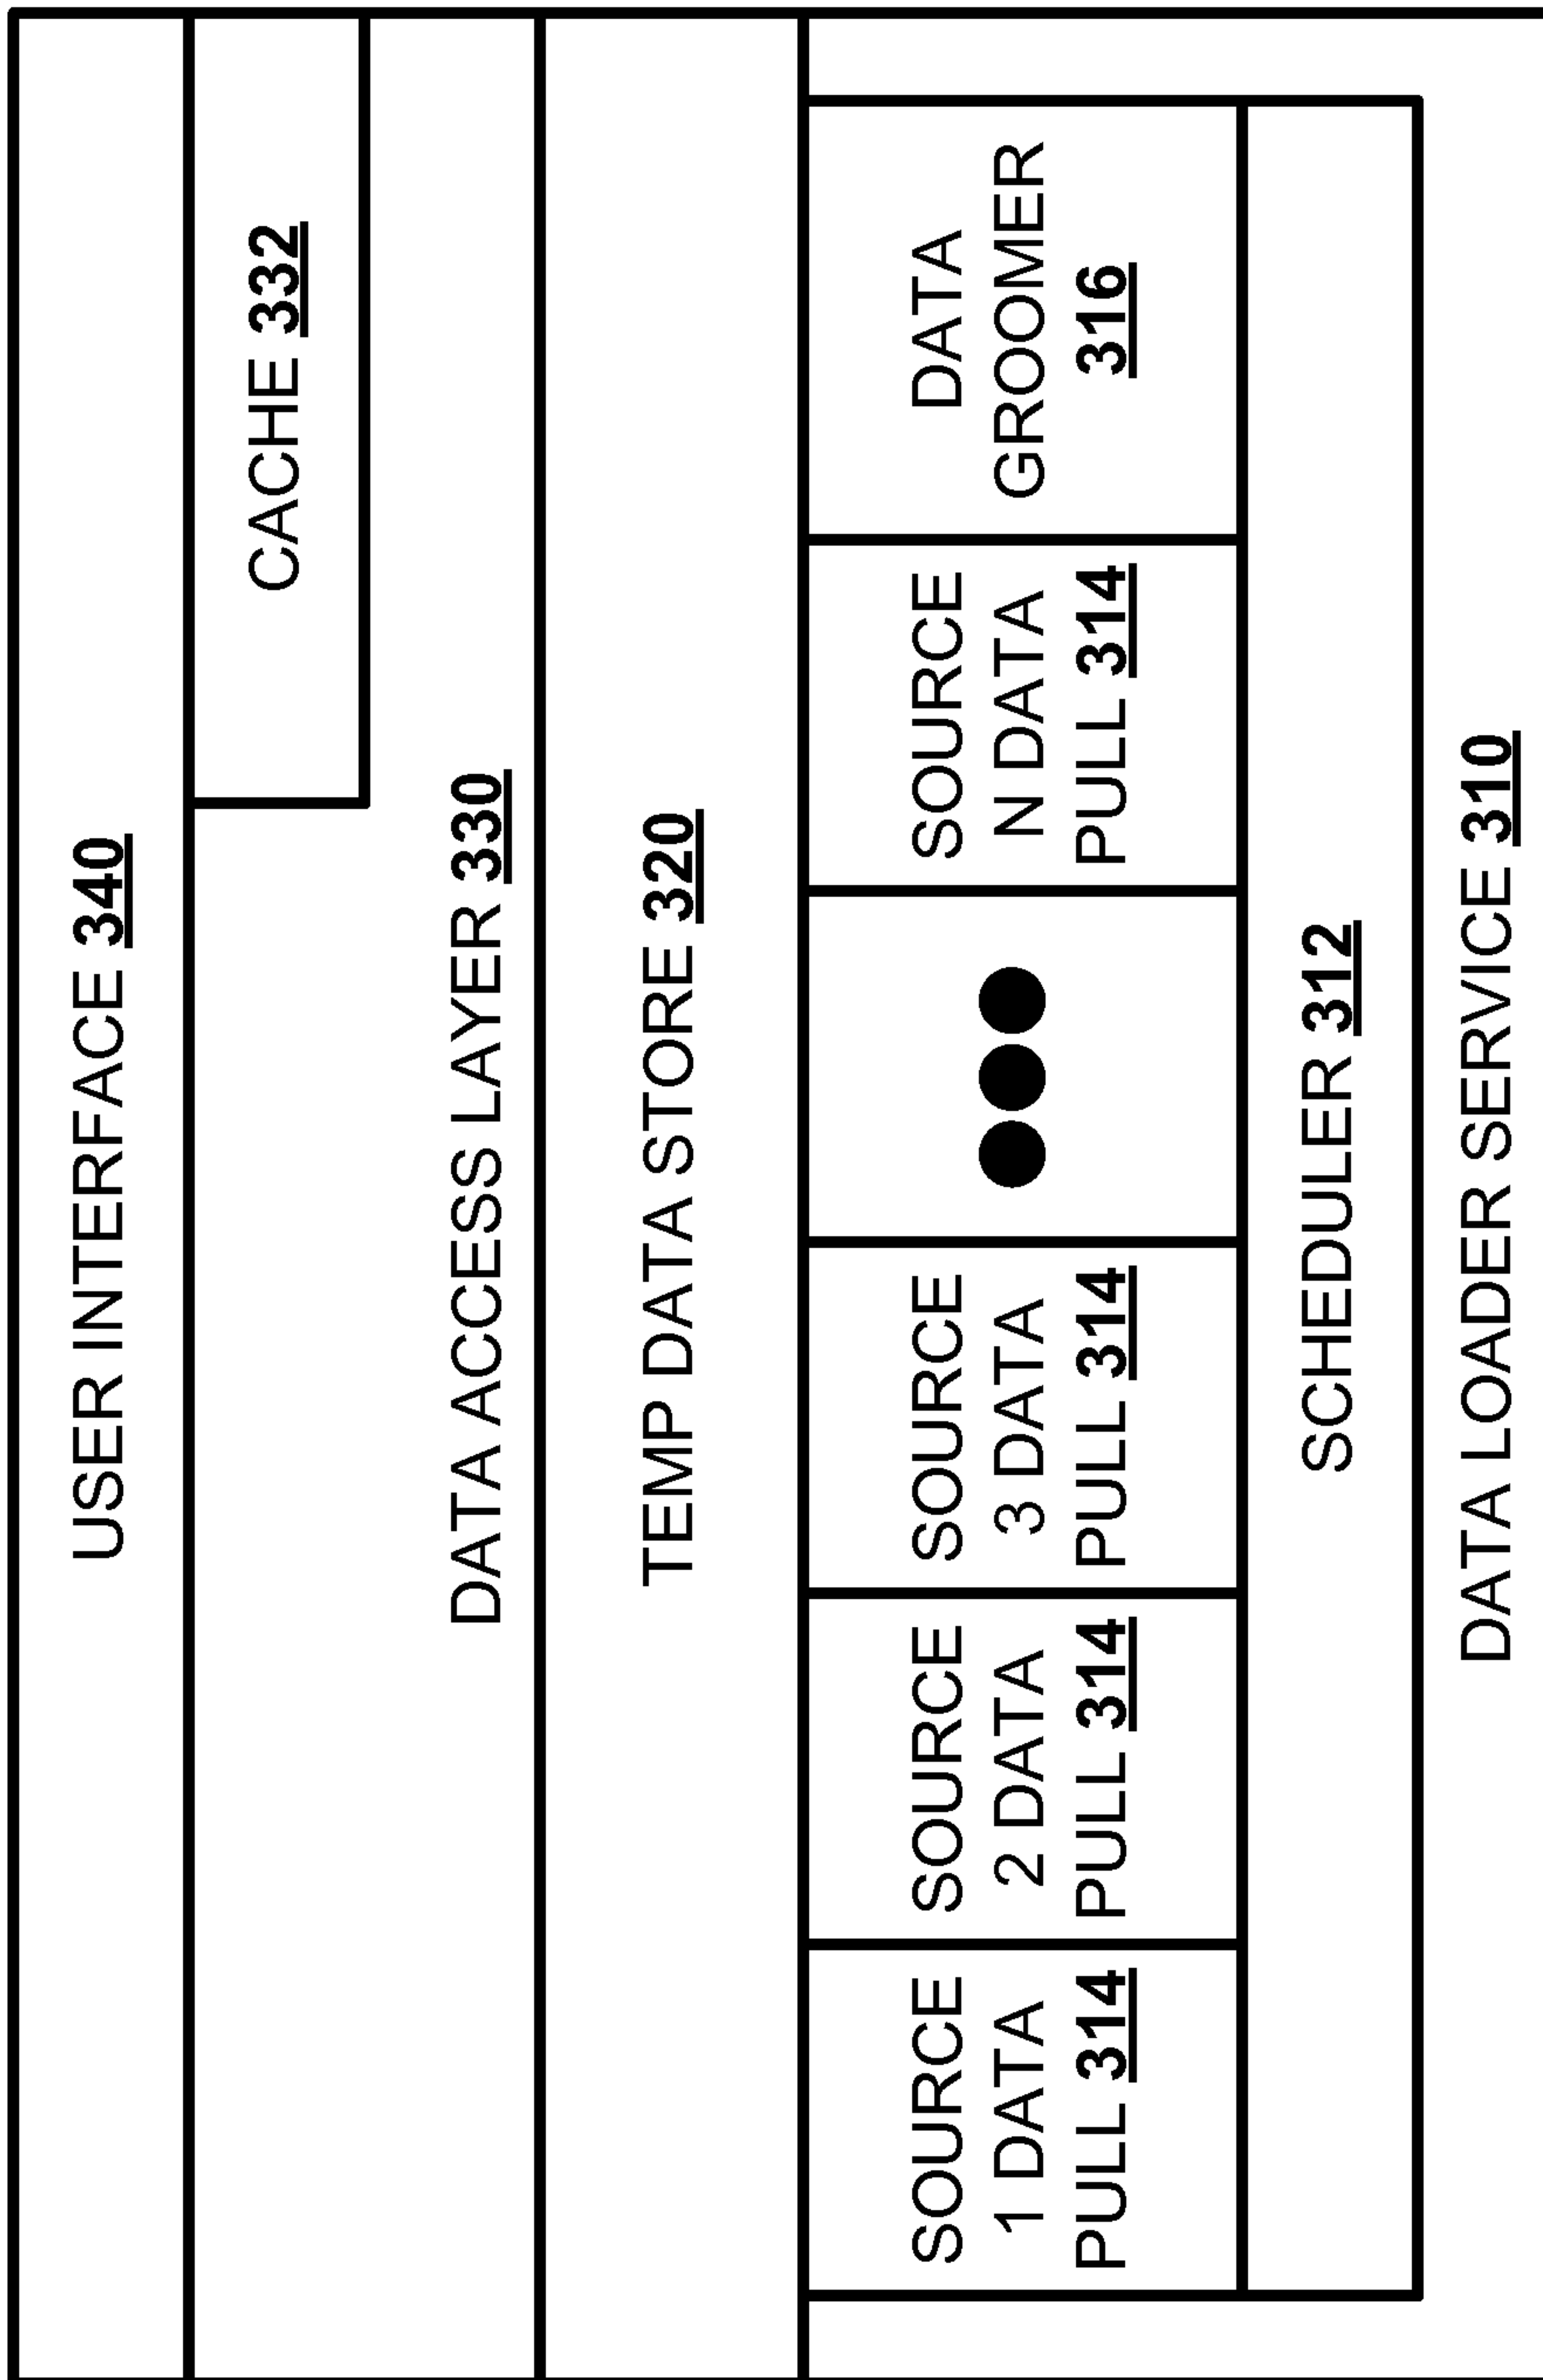 USER INTERFACE 340
CACHE 332
DATA ACCESS LAYER 330
TEMP DATA STORE 320
SOURCE
1 DATA
PULL 314
SOURCE
2 DATA
PULL 314
SOURCE
3 DATA
PULL 314
SOURCE
N DATA
PULL 314
DATA
GROOMER
316
SCHEDULER 312
DATA LOADER SERVICE 310